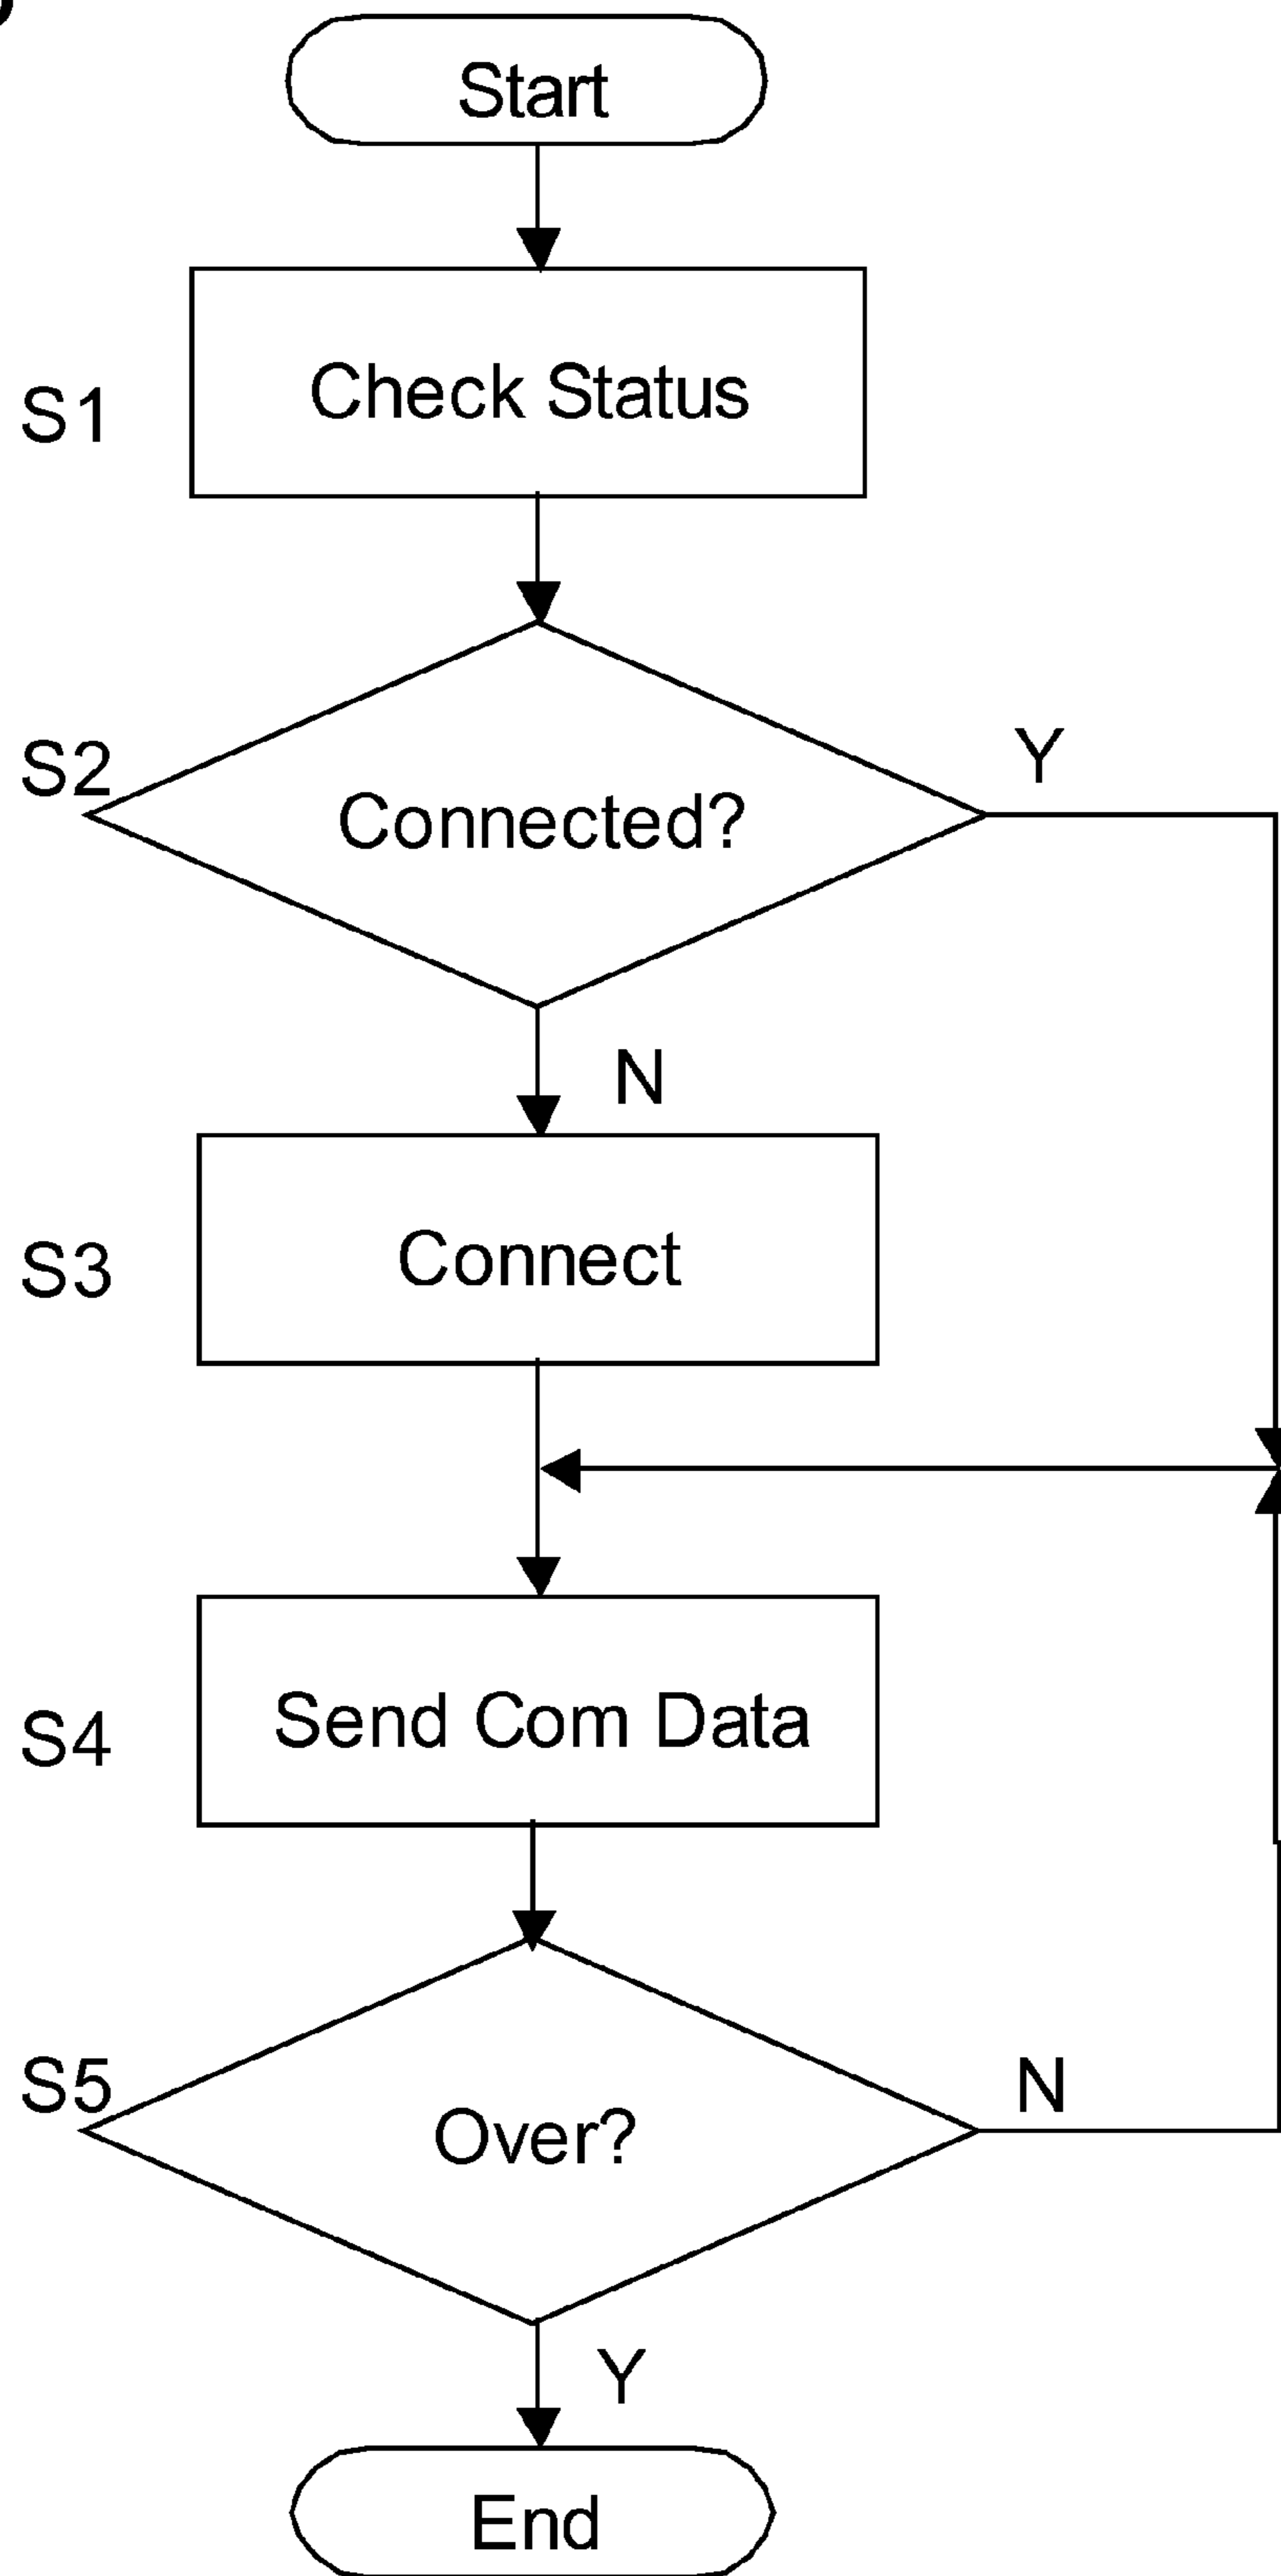 Start
S1
Check Status
S2
Connected?
Y
N
S3
Connect
S4
Send Com Data
S5
Over?
N
Y
End